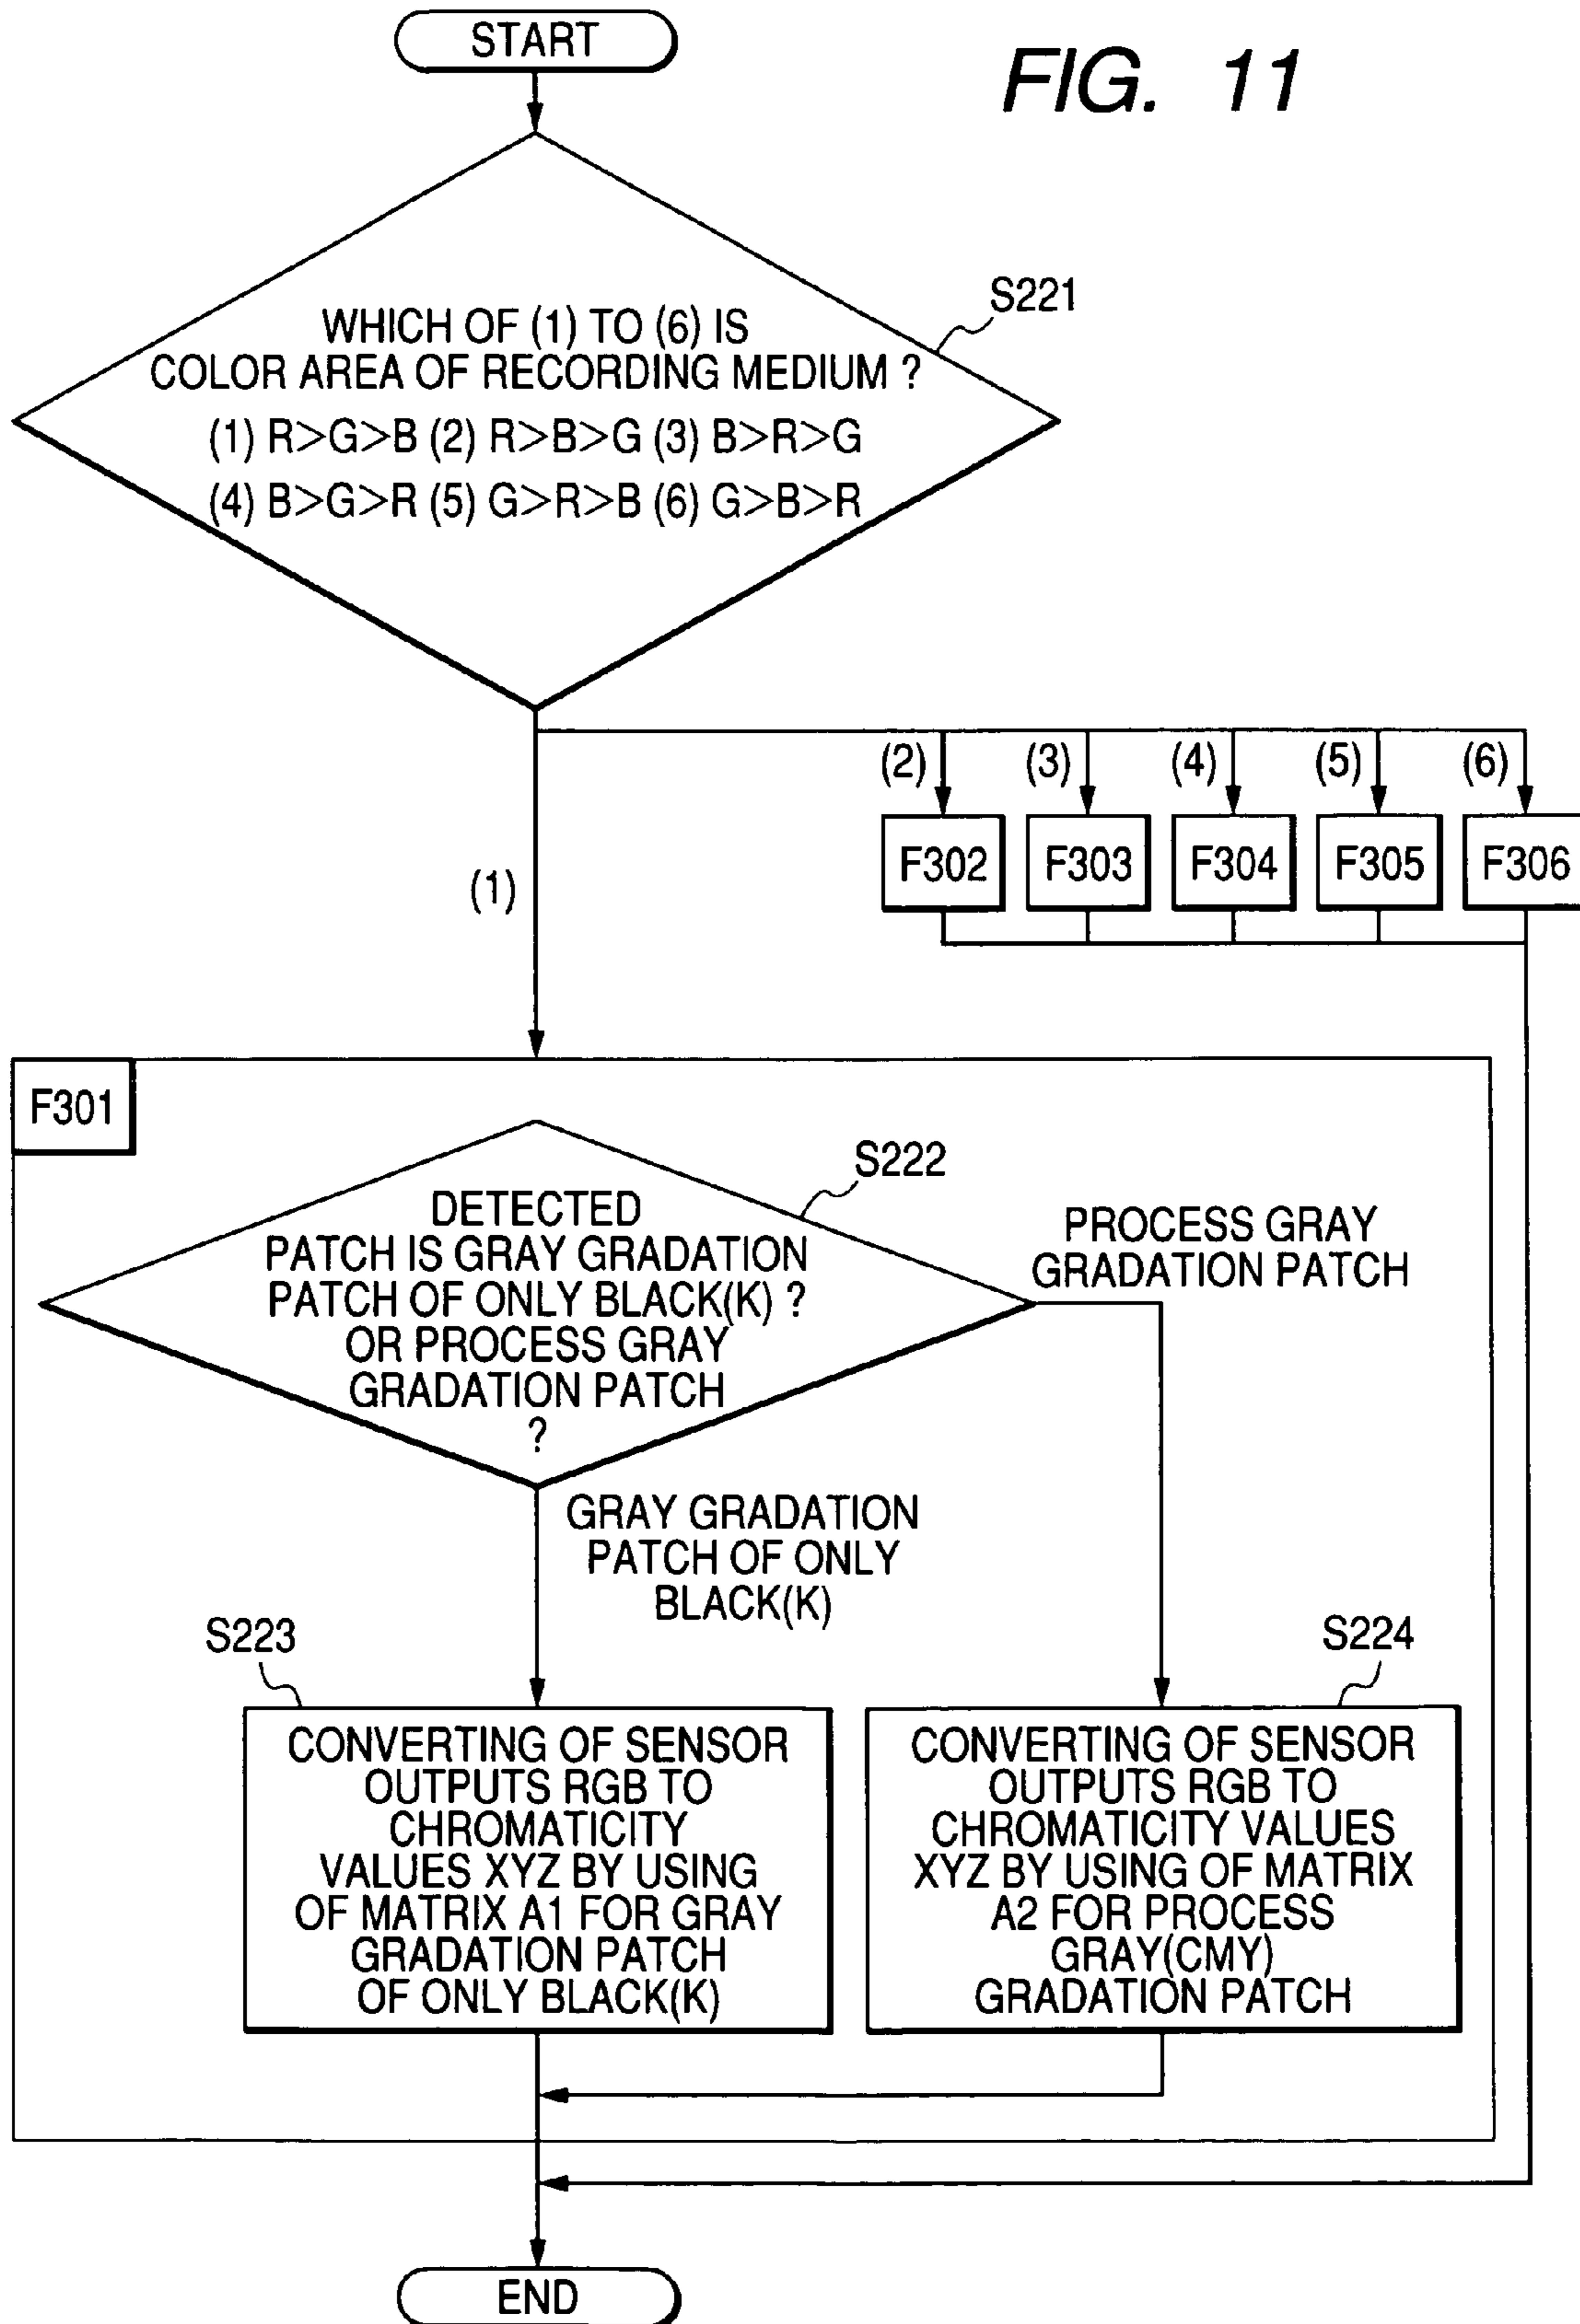 START
FIG. 11
S221
WHICH OF (1) TO (6) IS
COLOR AREA OF RECORDING MEDIUM ?
(1) R>G>B (2) R>B>G (3) B>R>G
(4) B>G>R (5) G>R>B (6) G>B>R
(2) (3) (4) (5) (6)
F302 F303 F304 F305 F306
(1)
F301
S222
DETECTED
PATCH IS GRAY GRADATION
PATCH OF ONLY BLACK(K) ?
OR PROCESS GRAY
GRADATION PATCH
?
PROCESS GRAY
GRADATION PATCH
GRAY GRADATION
PATCH OF ONLY
BLACK(K)
S223
CONVERTING OF SENSOR
OUTPUTS RGB TO
CHROMATICITY
VALUES XYZ BY USING
OF MATRIX A1 FOR GRAY
GRADATION PATCH
OF ONLY BLACK(K)
S224
CONVERTING OF SENSOR
OUTPUTS RGB TO
CHROMATICITY VALUES
XYZ BY USING OF MATRIX
A2 FOR PROCESS
GRAY(CMY)
GRADATION PATCH
END